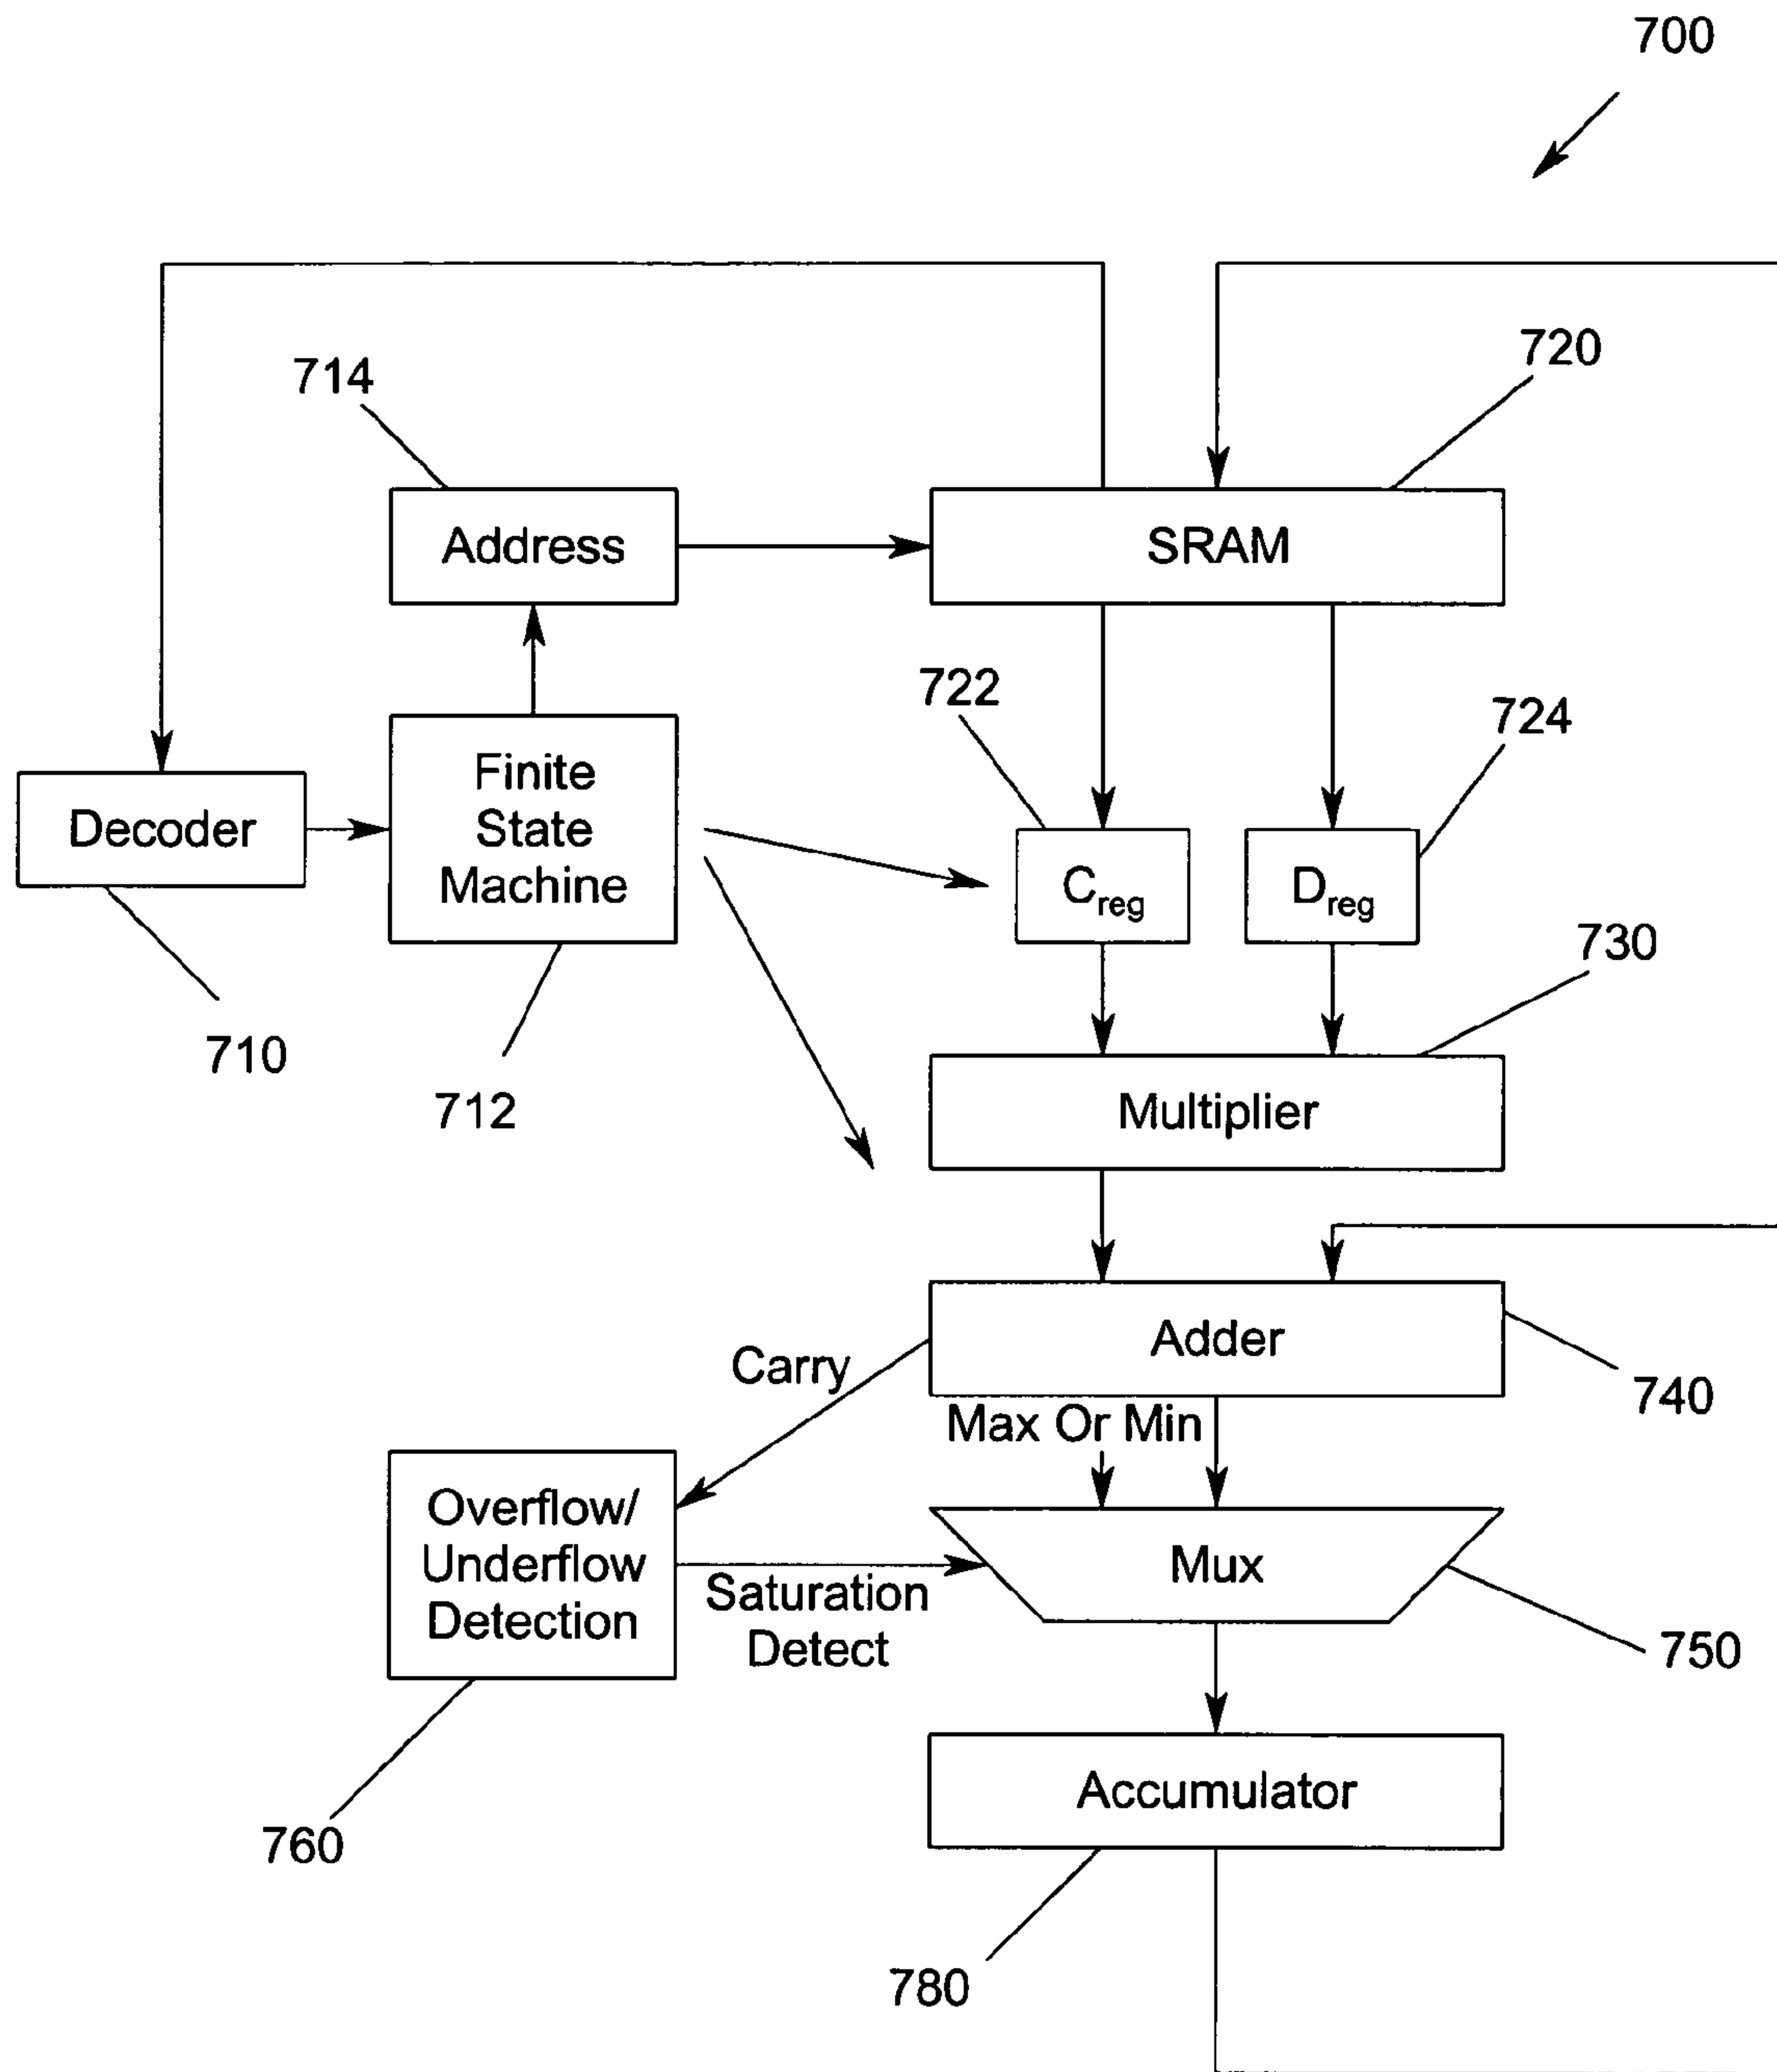 700
720
714
Address
SRAM
722
724
Finite
State
Machine
Decoder
Creg
Dreg
730
710
712
Multiplier
Adder
Carry
740
Max Or Min
Overflow/
Underflow
Detection
Mux
Saturation
Detect
750
Accumulator
760
780